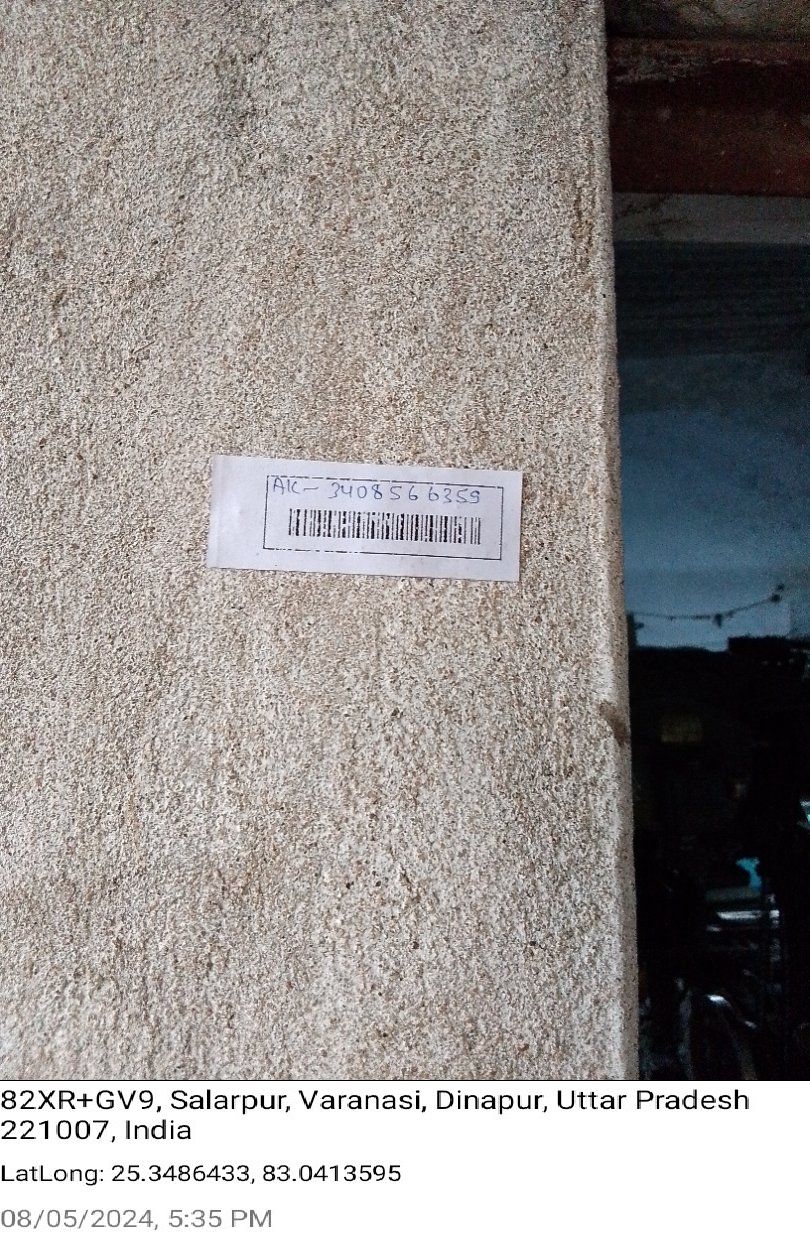 AK- 3408566359
82XR+GV9, Salarpur, Varanasi, Dinapur, Uttar Pradesh
221007, India
LatLong: 25.3486433, 83.0413595
08/05/2024, 5:35 PM